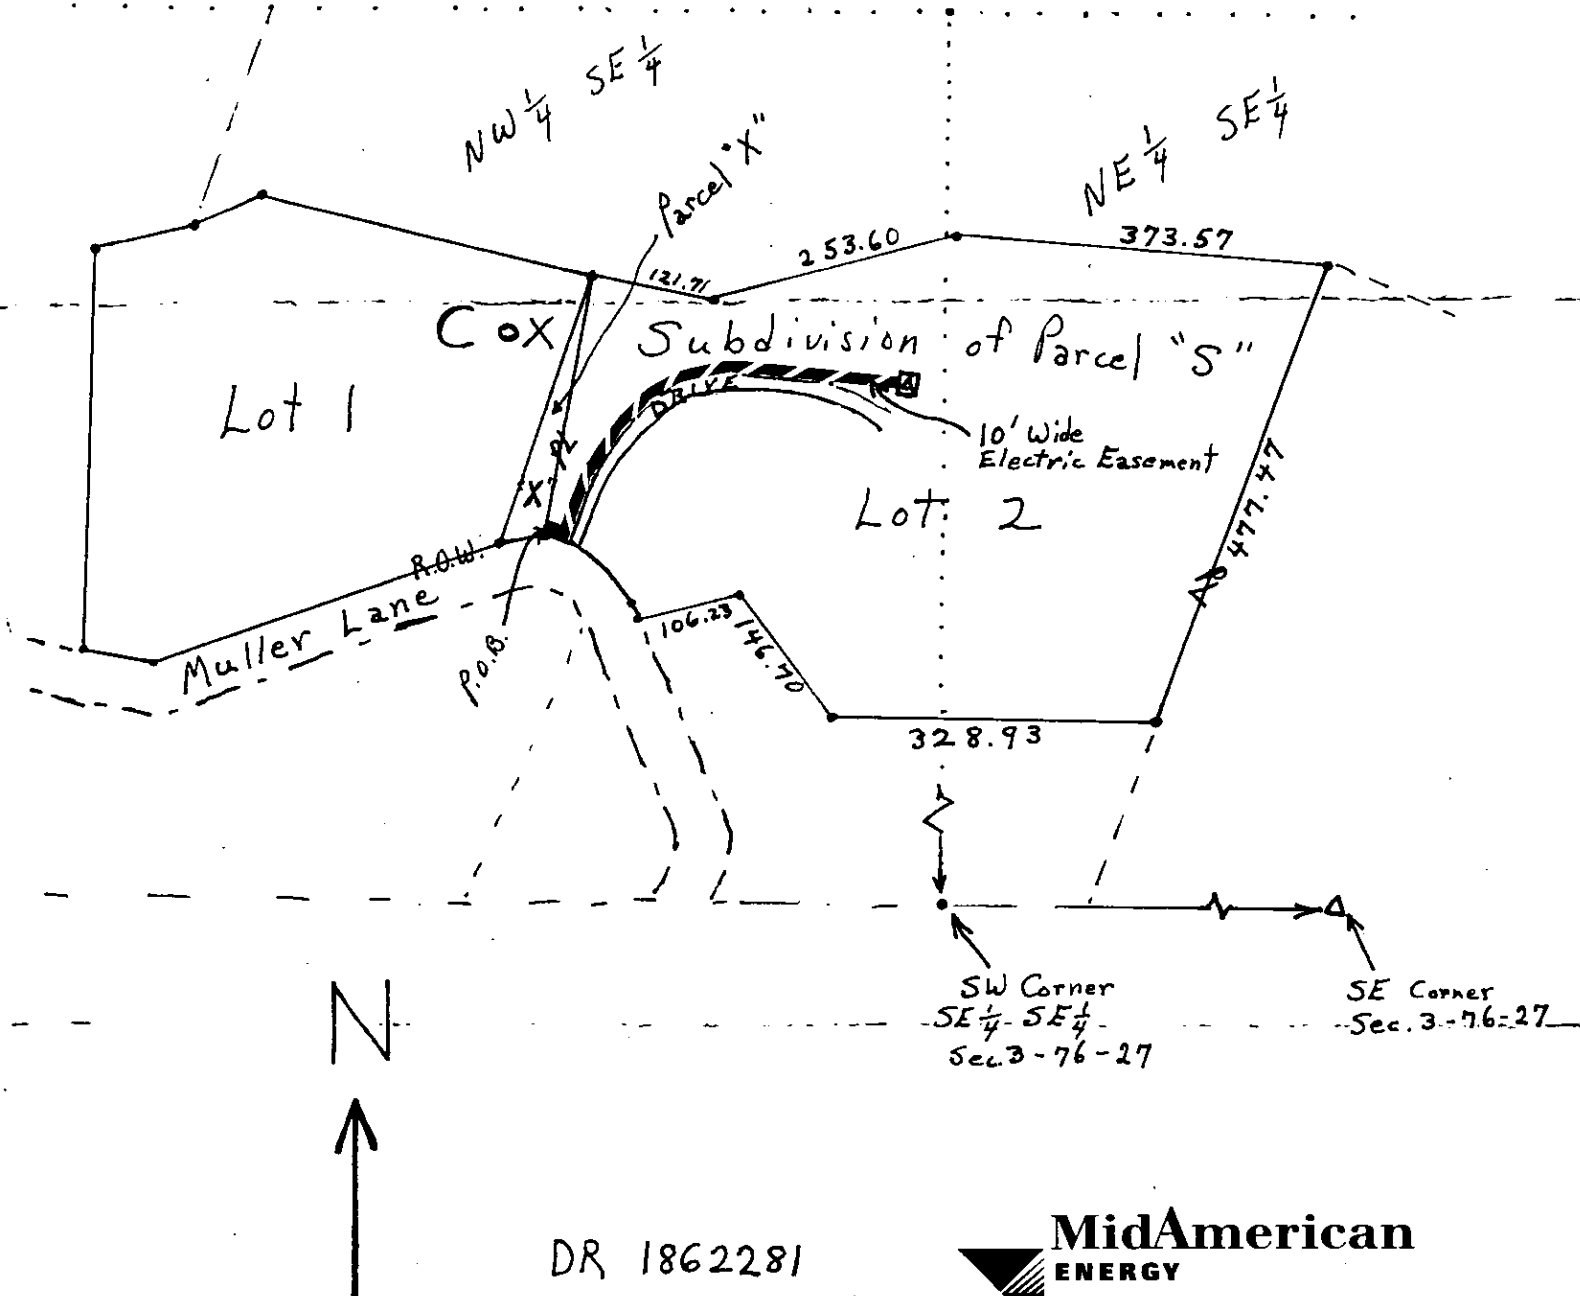 NW 1/4 SE 1/4
NE 1/4 SE 1/4
Parcel "X"
121.71
253.60
373.57
Cox Subdivision of Parcel "S"
Lot 1
DRIVE
10' Wide
Electric Easement
PL
"X"
Lot 2
477.47
R.O.W.
Muller Lane
P.O.B.
106.23
146.70
328.93
SW Corner
SE 1/4 - SE 1/4
Sec. 3-76-27
SE Corner
Sec. 3-76-27
N
DR 1862281
MidAmerican
ENERGY